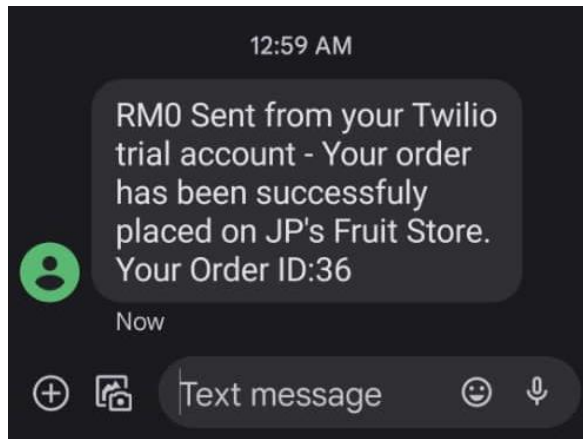 12:59 AM
RM0 Sent from your Twilio
trial account - Your order
has been successfuly
placed on JP's Fruit Store.
Your Order ID:36
Now
Text message